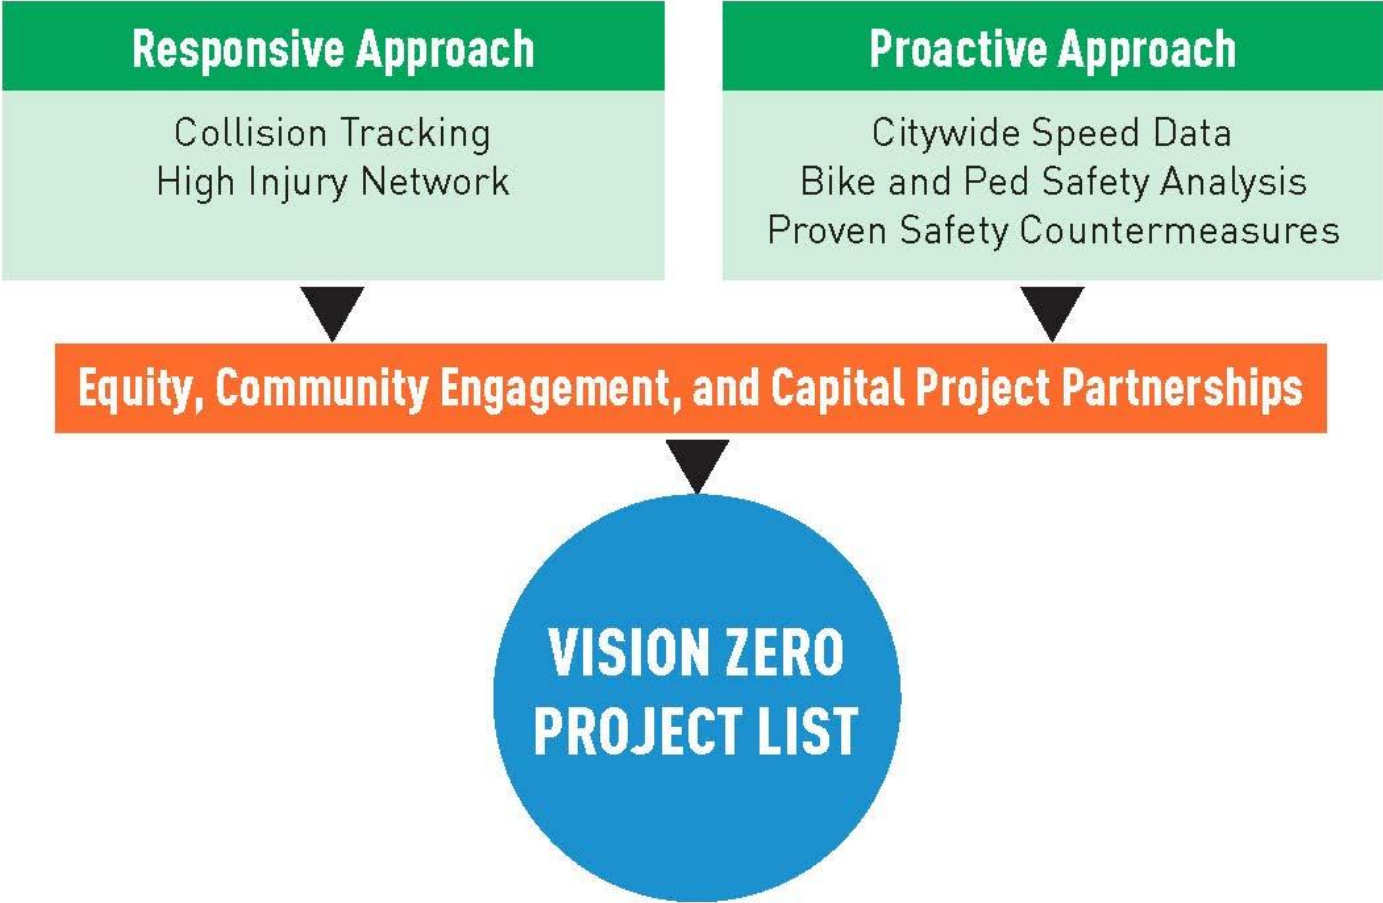 Responsive Approach
Collision Tracking
High Injury Network
Proactive Approach
Citywide Speed Data
Bike and Ped Safety Analysis
Proven Safety Countermeasures
Equity, Community Engagement, and Capital Project Partnerships
VISION ZERO
PROJECT LIST